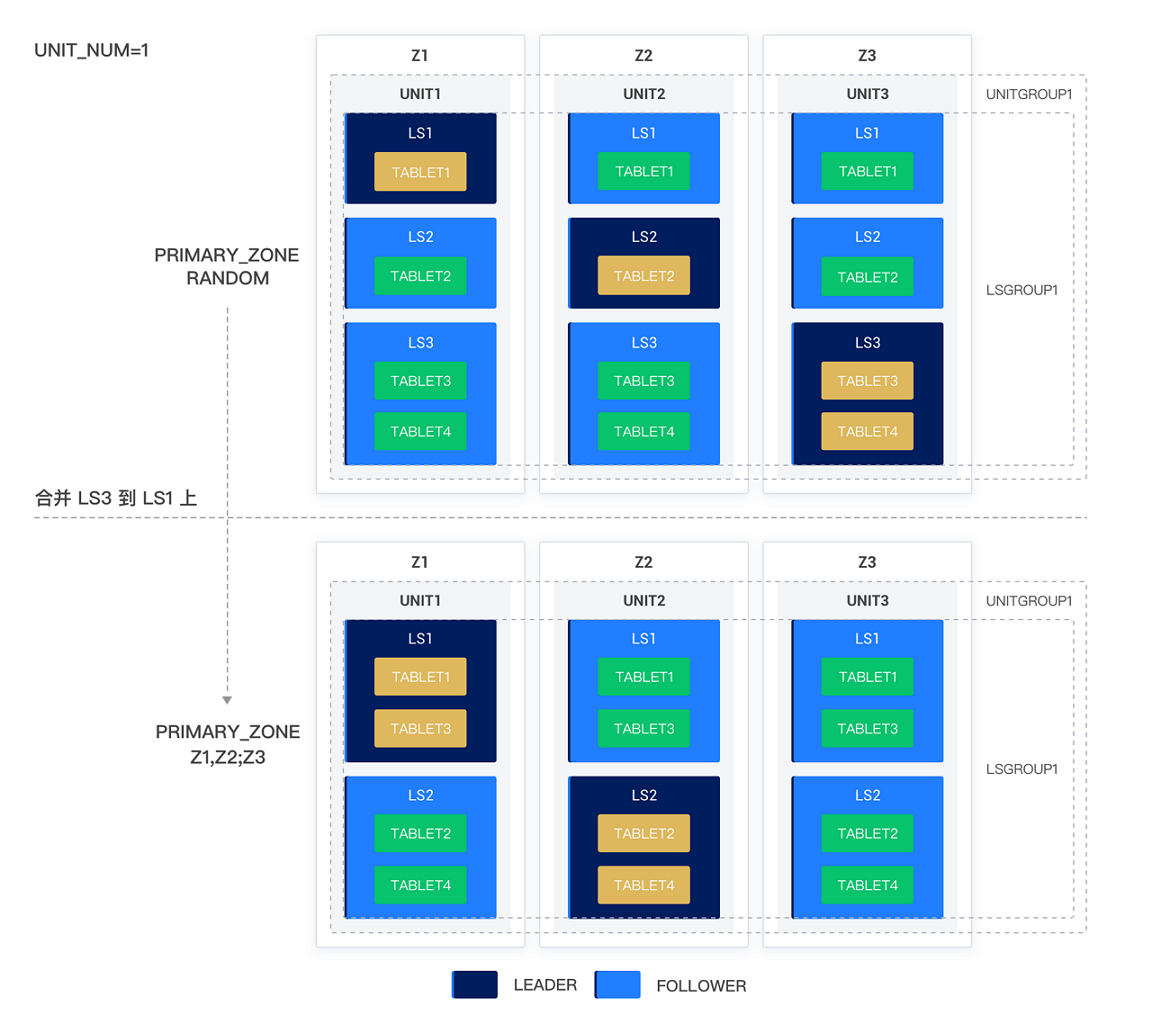 UNIT_NUM=1
Z1
Z2
Z3
UNIT1
UNIT2
UNIT3
UNITGROUP1
LS1
LS1
LS1
TABLET1
TABLET1
TABLET1
LS2
LS2
LS2
PRIMARY_ZONE
RANDOM
TABLET2
TABLET2
TABLET2
LSGROUP1
LS3
LS3
LS3
TABLET3
TABLET3
TABLET3
TABLET4
TABLET4
TABLET4
合并 LS3 到 LS1 上
Z1
Z2
Z3
UNIT1
UNIT2
UNIT3
UNITGROUP1
LS1
LS1
LS1
TABLET1
TABLET1
TABLET1
TABLET3
TABLET3
TABLET3
PRIMARY_ZONE
Z1,Z2;Z3
LSGROUP1
LS2
LS2
LS2
TABLET2
TABLET2
TABLET2
TABLET4
TABLET4
TABLET4
LEADER
FOLLOWER